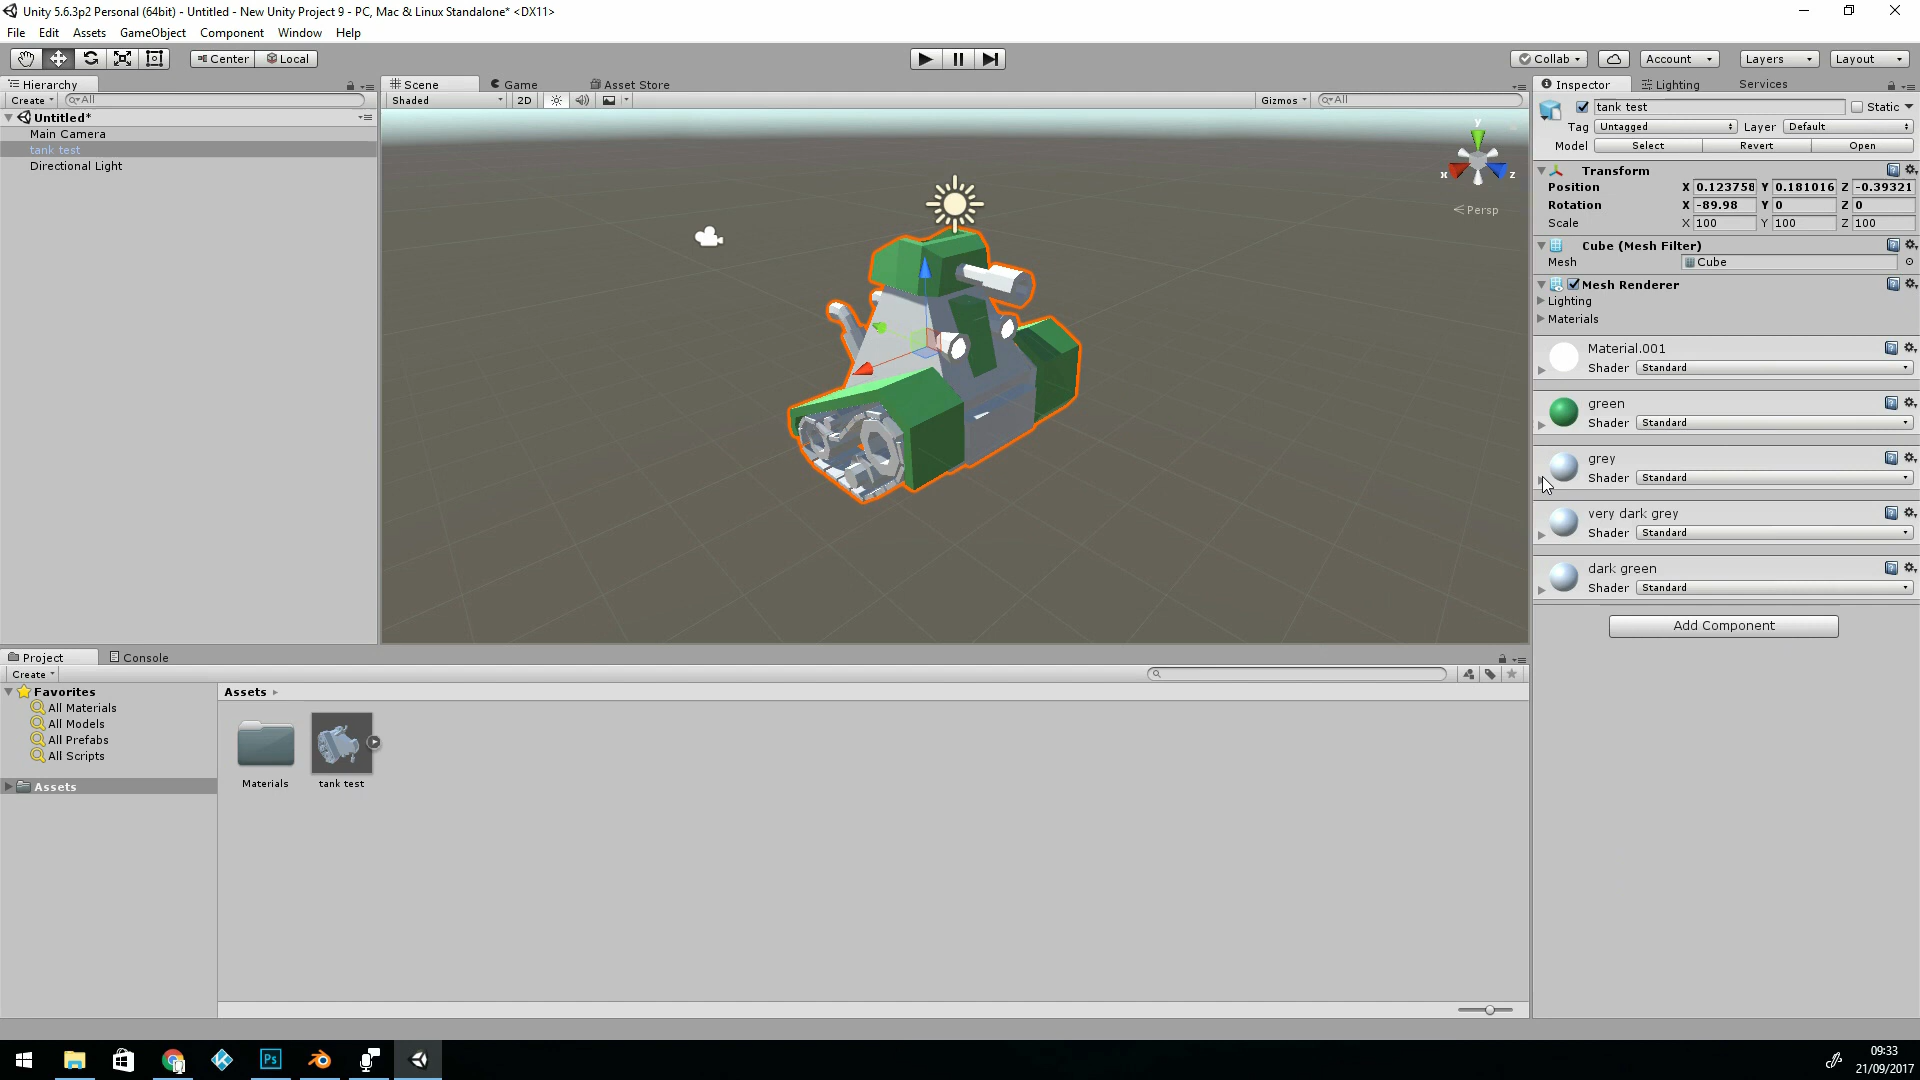 Unity 5.6.3p2 Personal (64bit) - Untitled - New Unity Project 9 - PC, Mac & Linux Standalone* <DX11>
File Edit Assets GameObject Component Window Help
Center Local Collab Account Layers Layout
Hierarchy Scene Game Asset Store Inspector Lighting Services
Create All Shaded 2D Gizmos All
tank test Static
Untitled*
Tag Untagged Layer Default
Main Camera
Model Select Revert Open
tank test
Directional Light
Transform
Position X 0.123758 Y 0.181016 Z -0.39321
Rotation X -89.98 Y 0 Z 0
Scale X 100 Y 100 Z 100
y
x z
Persp
Cube (Mesh Filter)
Mesh Cube
Mesh Renderer
Lighting
Materials
Material.001
Shader Standard
green
Shader Standard
grey
Shader Standard
very dark grey
Shader Standard
dark green
Shader Standard
Add Component
Project Console
Create
Favorites
All Materials
All Models
All Prefabs
All Scripts
Assets
Assets
Materials tank test
Ps
09:33
21/09/2017